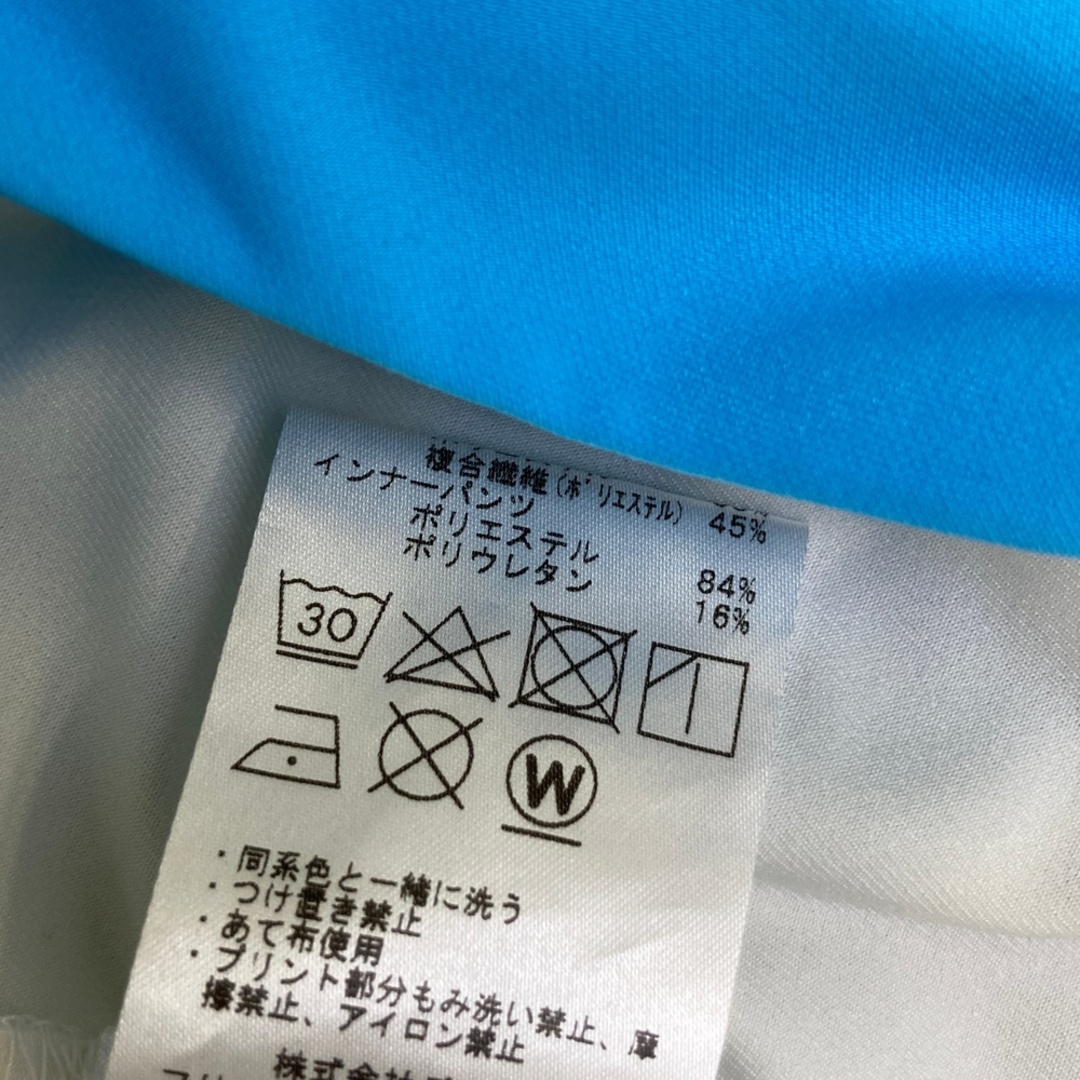 複合繊維(ポリエステル) 45%
インナーパンツ
ポリエステル 84%
ポリウレタン 16%
30
W
・同系色と一緒に洗う
・つけ置き禁止
・あて布使用
・プリント部分もみ洗い禁止、摩
擦禁止、アイロン禁止
株式会社